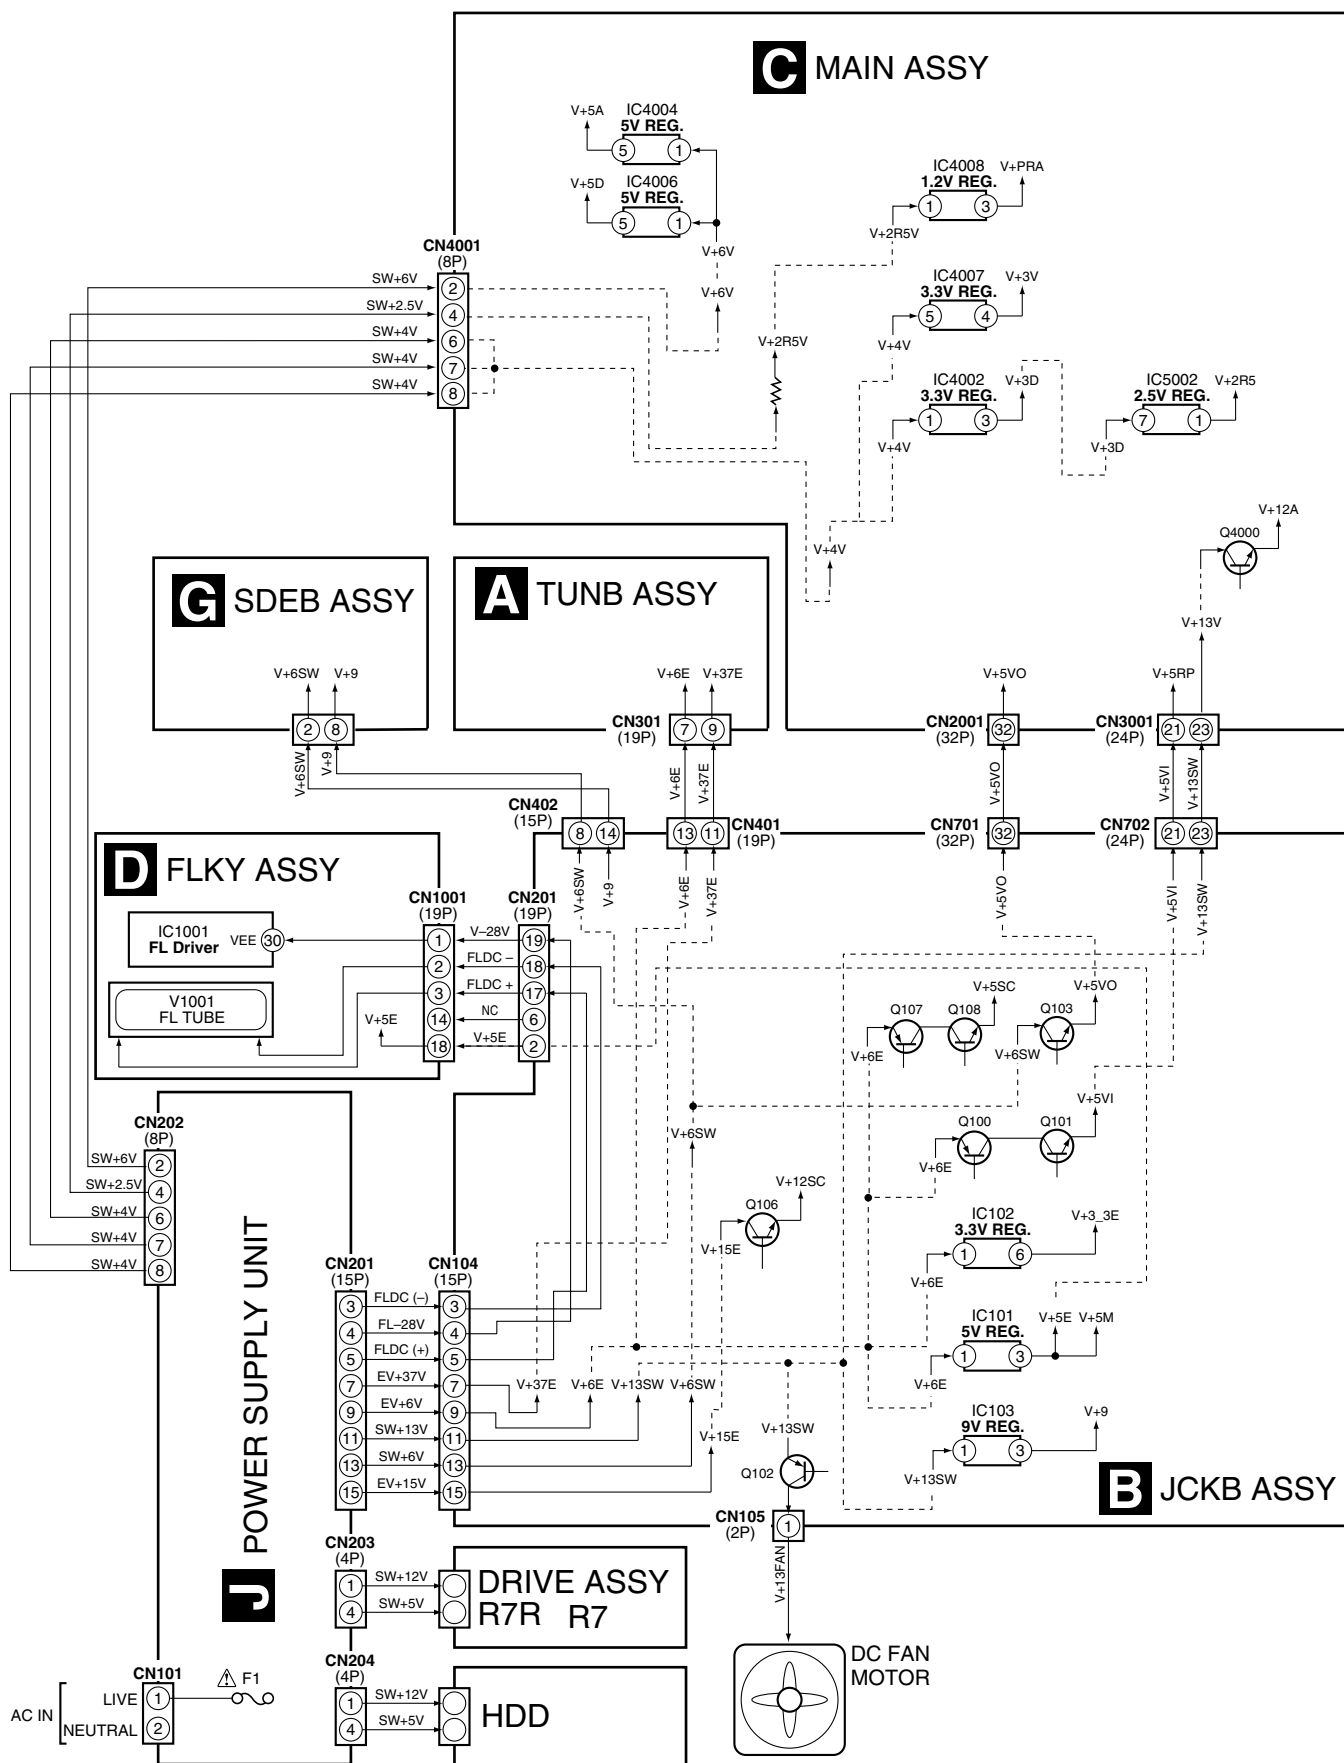 C MAIN ASSY
IC4004
5V REG.
V+5A
5 1
IC4006
5V REG.
V+5D
5 1
V+6V
V+6V
IC4008
1.2V REG.
V+PRA
1 3
V+2R5V
IC4007
3.3V REG.
V+3V
5 4
V+2R5V
V+4V
IC4002
3.3V REG.
V+3D
1 3
V+4V
IC5002
2.5V REG.
V+2R5
7 1
V+3D
V+4V
Q4000
V+12A
V+13V
CN4001
(8P)
SW+6V 2
SW+2.5V 4
SW+4V 6
SW+4V 7
SW+4V 8
G SDEB ASSY
V+6SW V+9
2 8
V+6SW
V+9
A TUNB ASSY
V+6E V+37E
CN301
(19P)
7 9
V+6E
V+37E
V+5VO
CN2001
(32P)
32
V+5VO
V+5RP
CN3001
(24P)
21 23
V+5VI
V+13SW
CN402
(15P)
8 14
13 11
CN401
(19P)
CN701
(32P)
32
CN702
(24P)
21 23
V+6SW
V+9
V+6E
V+37E
V+5VO
V+5VI
V+13SW
D FLKY ASSY
CN1001
(19P)
CN201
(19P)
IC1001
FL Driver
VEE 30
V1001
FL TUBE
V+5E
1 V–28V 19
2 FLDC – 18
3 FLDC + 17
14 NC 6
18 V+5E 2
Q107
Q108
V+5SC
Q103
V+5VO
V+6E
V+6SW
V+5VI
Q100
Q101
V+6E
V+6SW
Q106
V+12SC
V+15E
IC102
3.3V REG.
V+3_3E
1 6
V+6E
IC101
5V REG.
V+5E V+5M
1 3
V+6E
IC103
9V REG.
V+9
1 3
V+13SW
B JCKB ASSY
CN202
(8P)
SW+6V 2
SW+2.5V 4
SW+4V 6
SW+4V 7
SW+4V 8
J POWER SUPPLY UNIT
CN201
(15P)
CN104
(15P)
3 FLDC (–) 3
4 FL–28V 4
5 FLDC (+) 5
7 EV+37V 7
9 EV+6V 9
11 SW+13V 11
13 SW+6V 13
15 EV+15V 15
V+37E V+6E V+13SW V+6SW
V+15E
V+13SW
Q102
CN105
(2P)
1
V+13FAN
DC FAN
MOTOR
CN203
(4P)
1 SW+12V
4 SW+5V
DRIVE ASSY
R7R R7
CN204
(4P)
1 SW+12V
4 SW+5V
HDD
CN101
AC IN
LIVE 1
NEUTRAL 2
F1